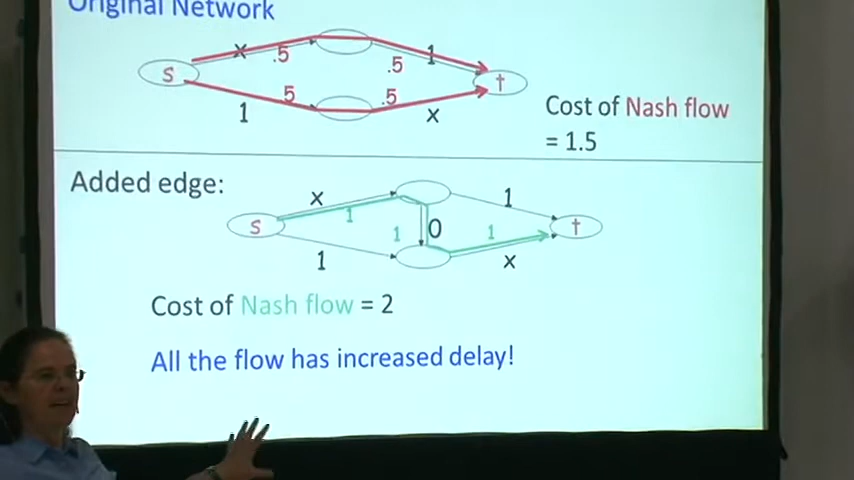 Original Network
x .5 .5 1
s t
1 5 .5 x
Cost of Nash flow
= 1.5
Added edge:
x 1 1
s 1 0 1 t
1 x
Cost of Nash flow = 2
All the flow has increased delay!